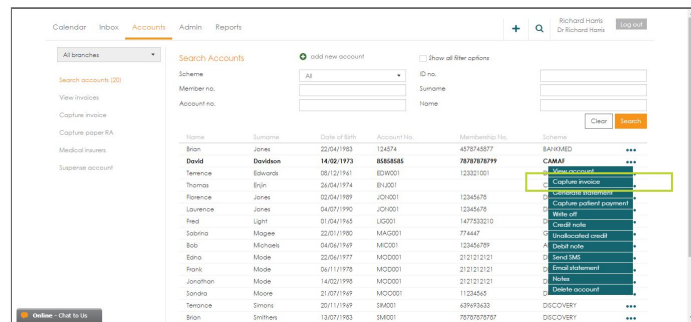 Calendar Inbox Accounts Admin Reports + Richard Harris Log out
Dr Richard Harris
All branches
Search Accounts add new account Show all filter options
Scheme All ID no.
Search accounts (20)
Member no. Surname
View invoices
Account no. Name
Capture invoice
Clear Search
Capture paper RA
Medical insurers
Suspense account
Name Surname Date of Birth Account No. Membership No. Scheme
Brian Jones 22/04/1983 124574 4578745877 BANKMED
David Davidson 14/02/1973 85858585 78787878799 CAMAF
Terrence Edwards 08/12/1961 EDW001 123321001 D
Thomas Enjin 26/04/1974 ENJ001 C
Florence Jones 02/04/1989 JON001 12345678 D
Laurence Jones 04/07/1990 JON001 12345678 D
Fred Light 01/04/1965 LIG001 1477533210 D
Sabrina Magee 22/01/1980 MAG001 774447 G
Bob Michaels 04/06/1969 MIC001 123456789 A
Edna Mode 22/06/1977 MOD001 2121212121 D
Frank Mode 06/11/1978 MOD001 2121212121 D
Jonathan Mode 14/02/1998 MOD001 2121212121 D
Sandra Moore 21/07/1969 MOO001 11234565 D
Terrance Simons 20/11/1969 SIM001 639693633 DISCOVERY
Brian Smithers 13/07/1983 SMI001 78787878787 DISCOVERY
View account
Capture invoice
Generate statement
Capture patient payment
Write off
Credit note
Unallocated credit
Debit note
Send SMS
Email statement
Notes
Delete account
Online - Chat to Us